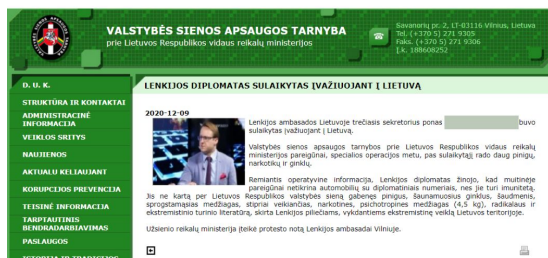 VALSTYBĖS SIENOS APSAUGOS TARNYBA
prie Lietuvos Respublikos vidaus reikalų ministerijos
Savanorių pr. 2, LT-03116 Vilnius, Lietuva
Tel. (+370 5) 271 9305
Faks. (+370 5) 271 9306
Į.k. 188608252
D. U. K.
STRUKTŪRA IR KONTAKTAI
ADMINISTRACINĖ
INFORMACIJA
VEIKLOS SRITYS
NAUJIENOS
AKTUALU KELIAUJANT
KORUPCIJOS PREVENCIJA
TEISINĖ INFORMACIJA
TARPTAUTINIS
BENDRADARBIAVIMAS
PASLAUGOS
ISTORIJA IR TRADICIJOS
LENKIJOS DIPLOMATAS SULAIKYTAS ĮVAŽIUOJANT Į LIETUVĄ
2020-12-09
Lenkijos ambasados Lietuvoje trečiasis sekretorius ponas buvo
sulaikytas įvažiuojant į Lietuvą.
Valstybės sienos apsaugos tarnybos prie Lietuvos Respublikos vidaus reikalų
ministerijos pareigūnai, specialios operacijos metu, pas sulaikytąjį rado daug pinigų,
narkotikų ir ginklų.
Remiantis operatyvine informacija, Lenkijos diplomatas žinojo, kad muitinėje
pareigūnai netikrina automobilių su diplomatiniais numeriais, nes jie turi imunitetą.
Jis ne kartą per Lietuvos Respublikos valstybės sieną gabenęs pinigus, šaunamuosius ginklus, šaudmenis,
sprogstamąsias medžiagas, stipriai veikiančias, narkotines, psichotropines medžiagas (4,5 kg), radikalaus ir
ekstremistinio turinio literatūrą, skirta Lenkijos piliečiams, vykdantiems ekstremistinę veiklą Lietuvos teritorijoje.
Užsienio reikalų ministerija įteikė protesto notą Lenkijos ambasadai Vilniuje.